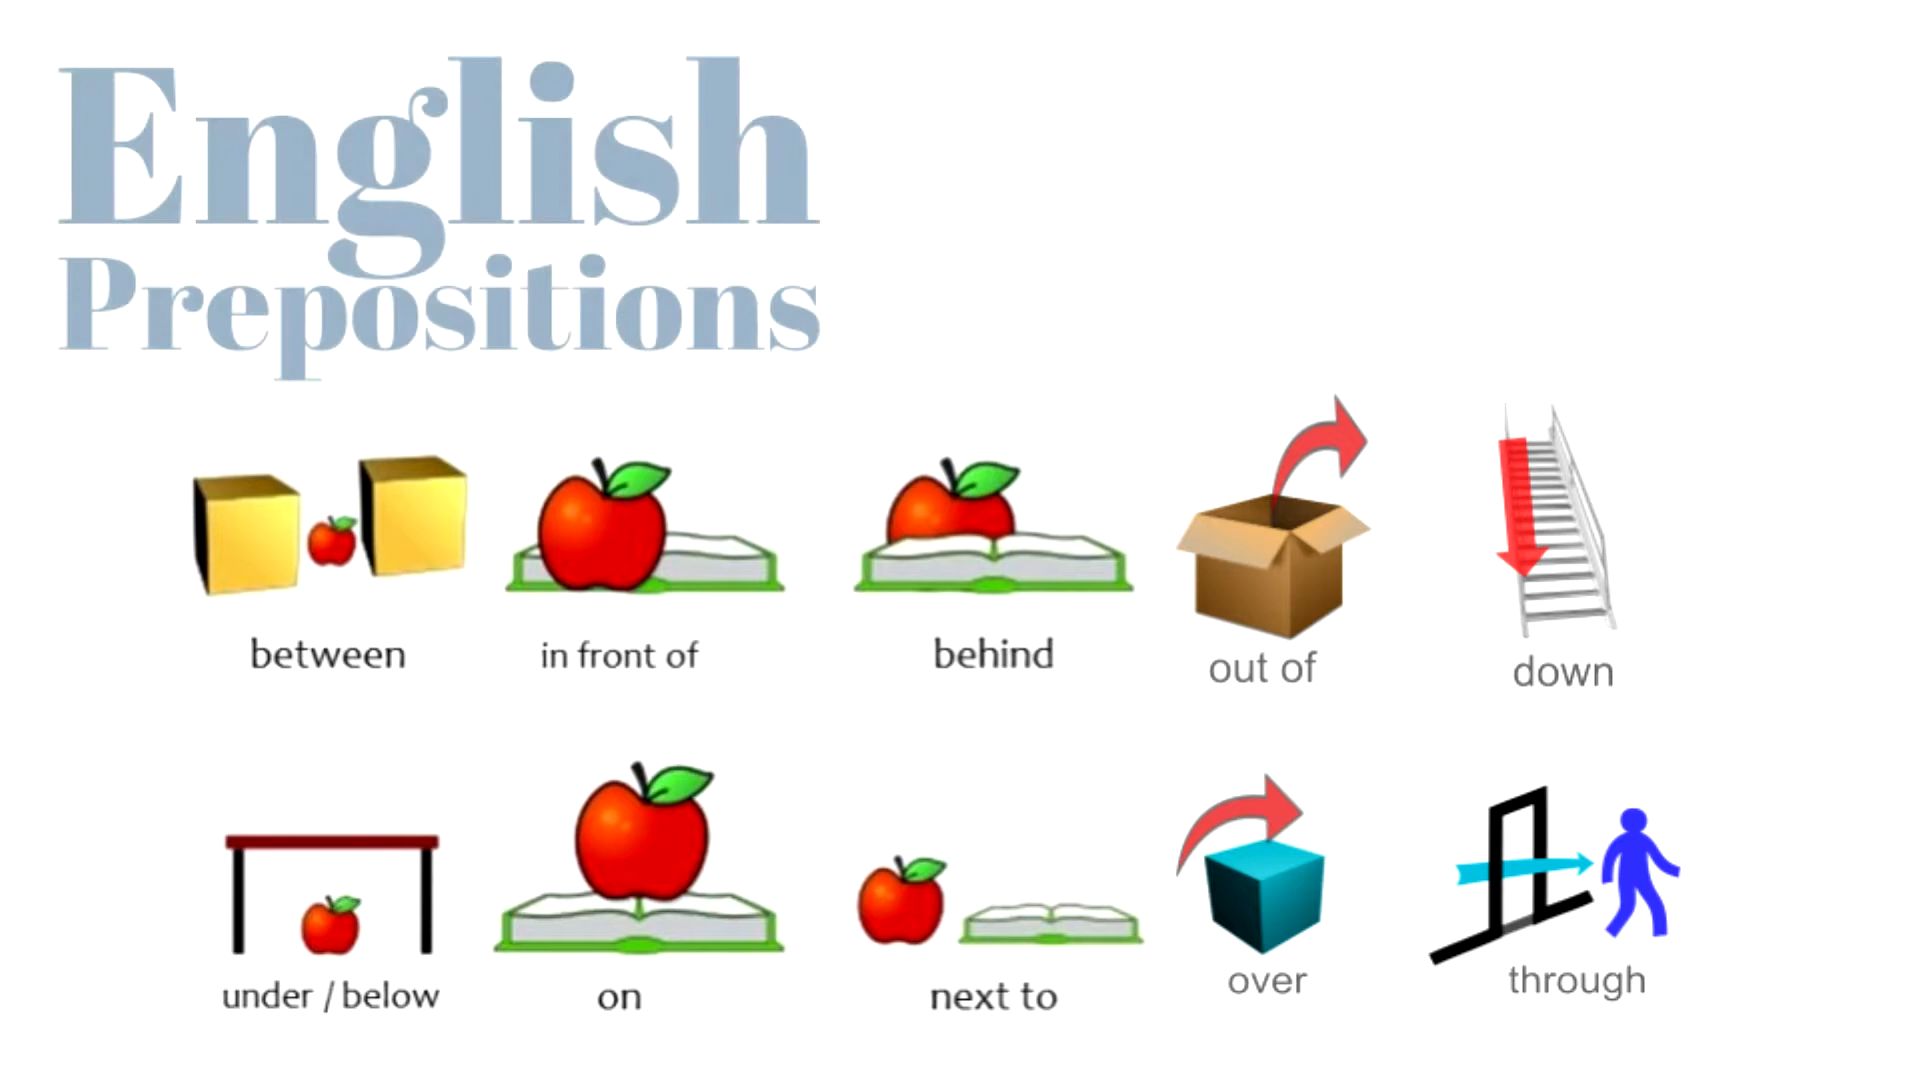 English
Prepositions
between
in front of
behind
out of
down
under / below
on
next to
over
through